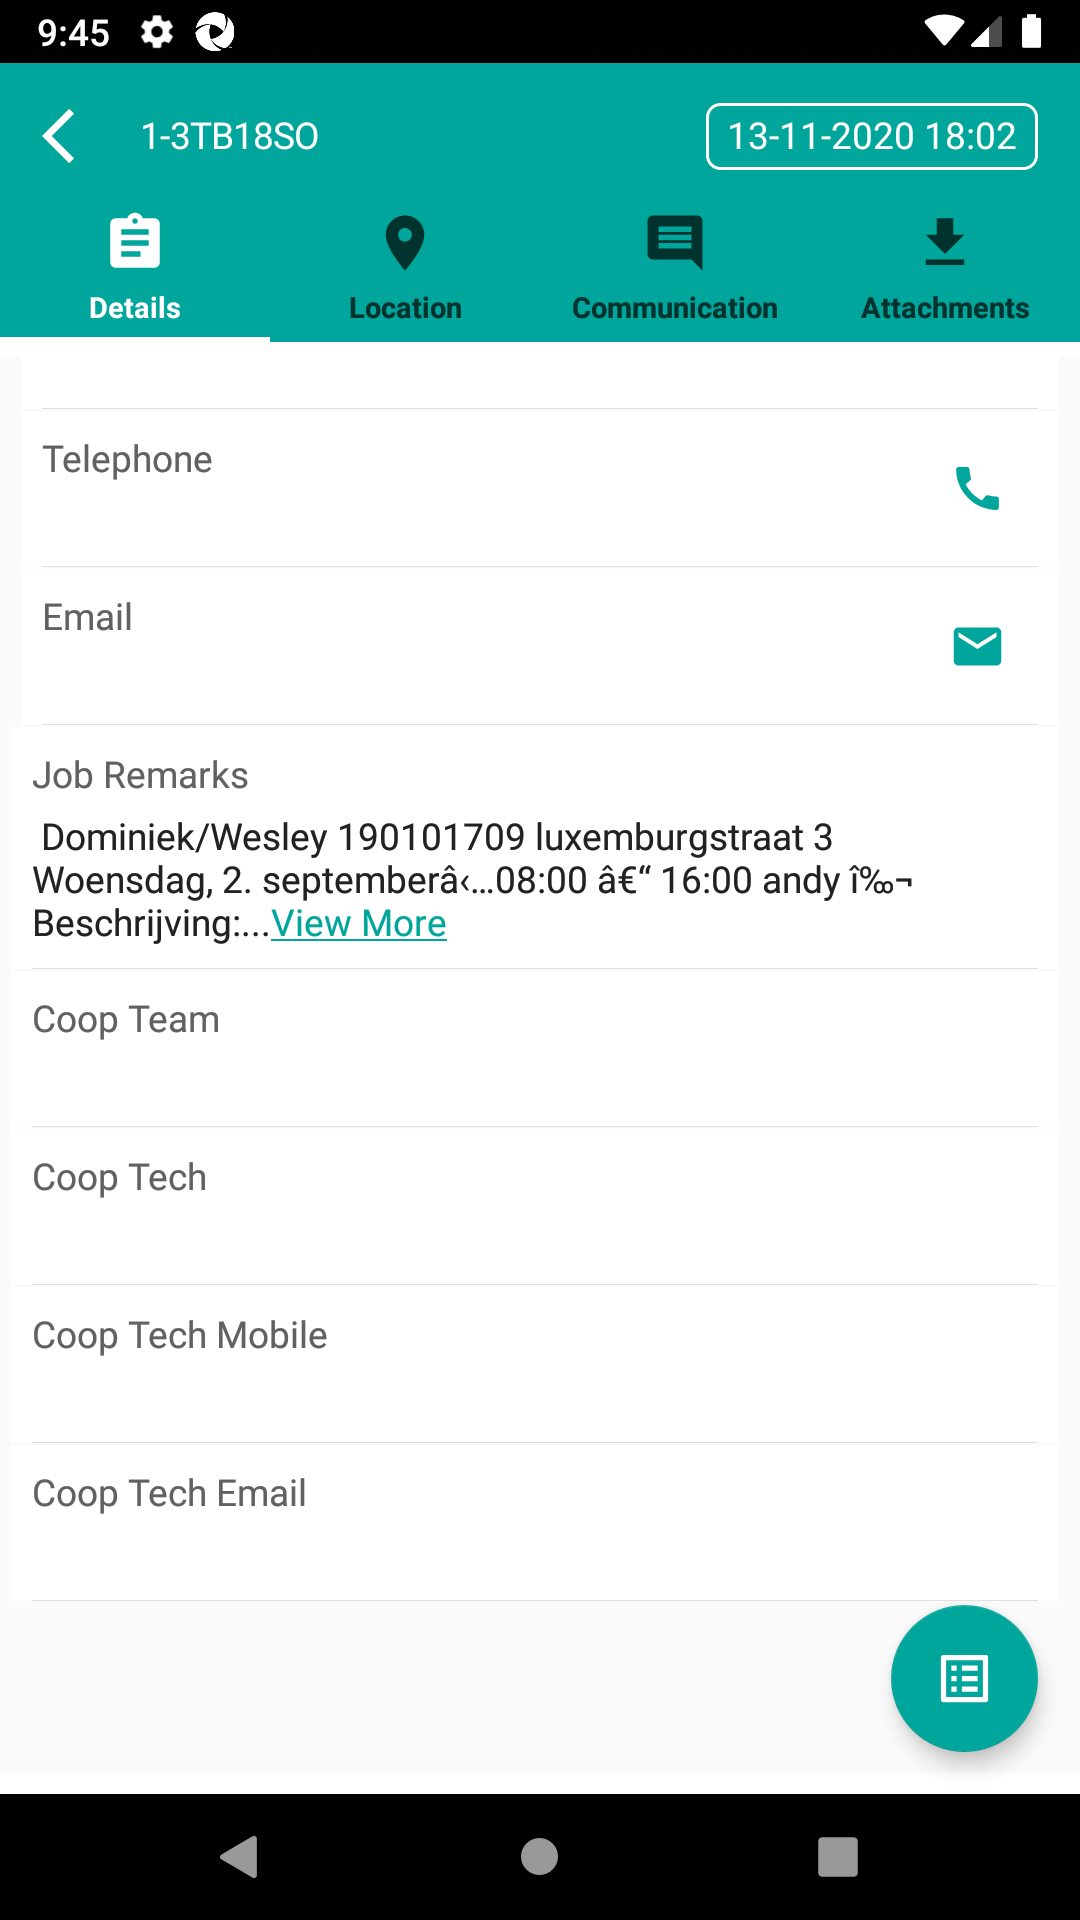 9:45
1-3TB18SO
13-11-2020 18:02
Details
Location
Communication
Attachments
Telephone
Email
Job Remarks
Dominiek/Wesley 190101709 luxemburgstraat 3
Woensdag, 2. septemberâ‹…08:00 â€“ 16:00 andy î‰¬
Beschrijving:...View More
Coop Team
Coop Tech
Coop Tech Mobile
Coop Tech Email